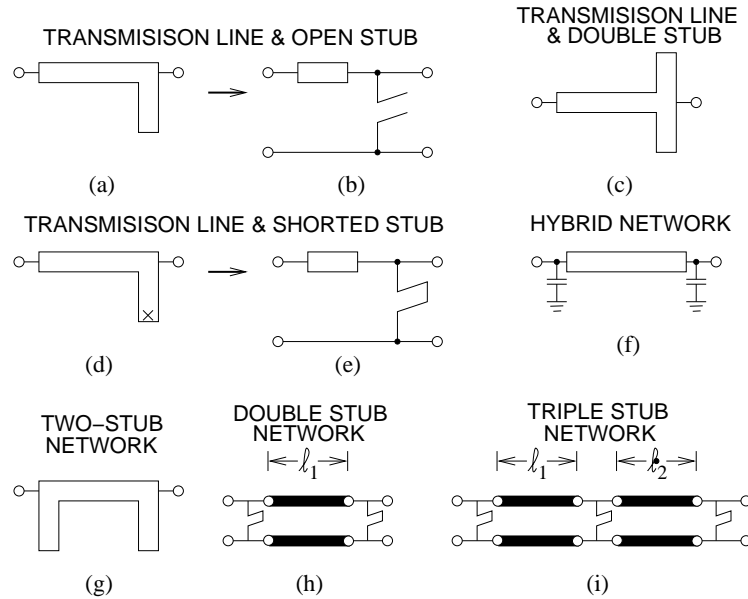 TRANSMISISON LINE & OPEN STUB
TRANSMISISON LINE
& DOUBLE STUB
(a)
(b)
(c)
TRANSMISISON LINE & SHORTED STUB
HYBRID NETWORK
(d)
(e)
(f)
TWO−STUB
NETWORK
DOUBLE STUB
NETWORK
TRIPLE STUB
NETWORK
ℓ1
ℓ1
ℓ2
(g)
(h)
(i)